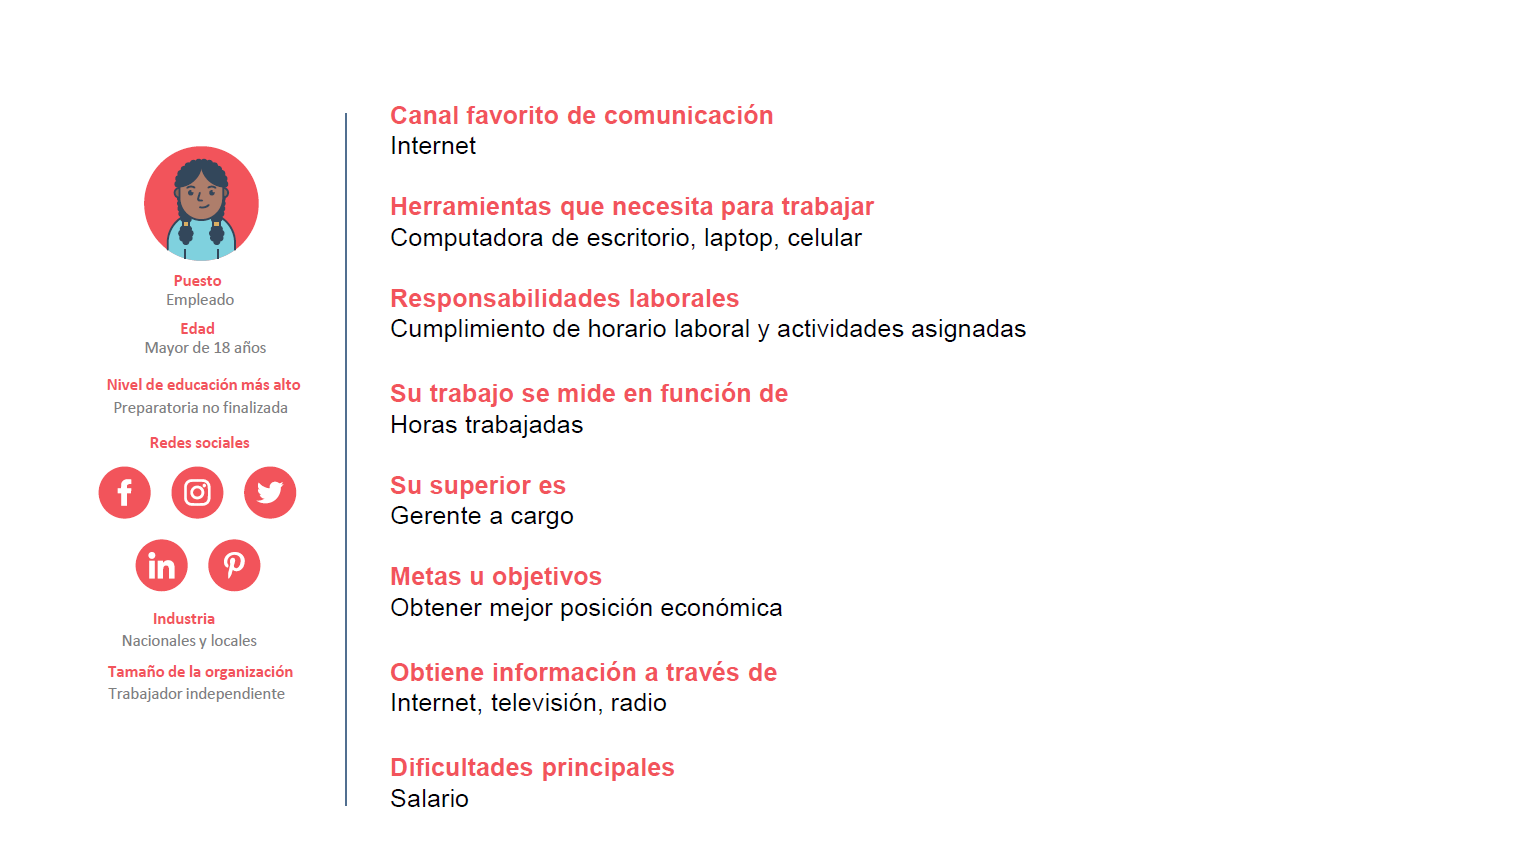 Puesto
Empleado
Edad
Mayor de 18 años
Nivel de educación más alto
Preparatoria no finalizada
Redes sociales
Industria
Nacionales y locales
Tamaño de la organización
Trabajador independiente
Canal favorito de comunicación
Internet
Herramientas que necesita para trabajar
Computadora de escritorio, laptop, celular
Responsabilidades laborales
Cumplimiento de horario laboral y actividades asignadas
Su trabajo se mide en función de
Horas trabajadas
Su superior es
Gerente a cargo
Metas u objetivos
Obtener mejor posición económica
Obtiene información a través de
Internet, televisión, radio
Dificultades principales
Salario